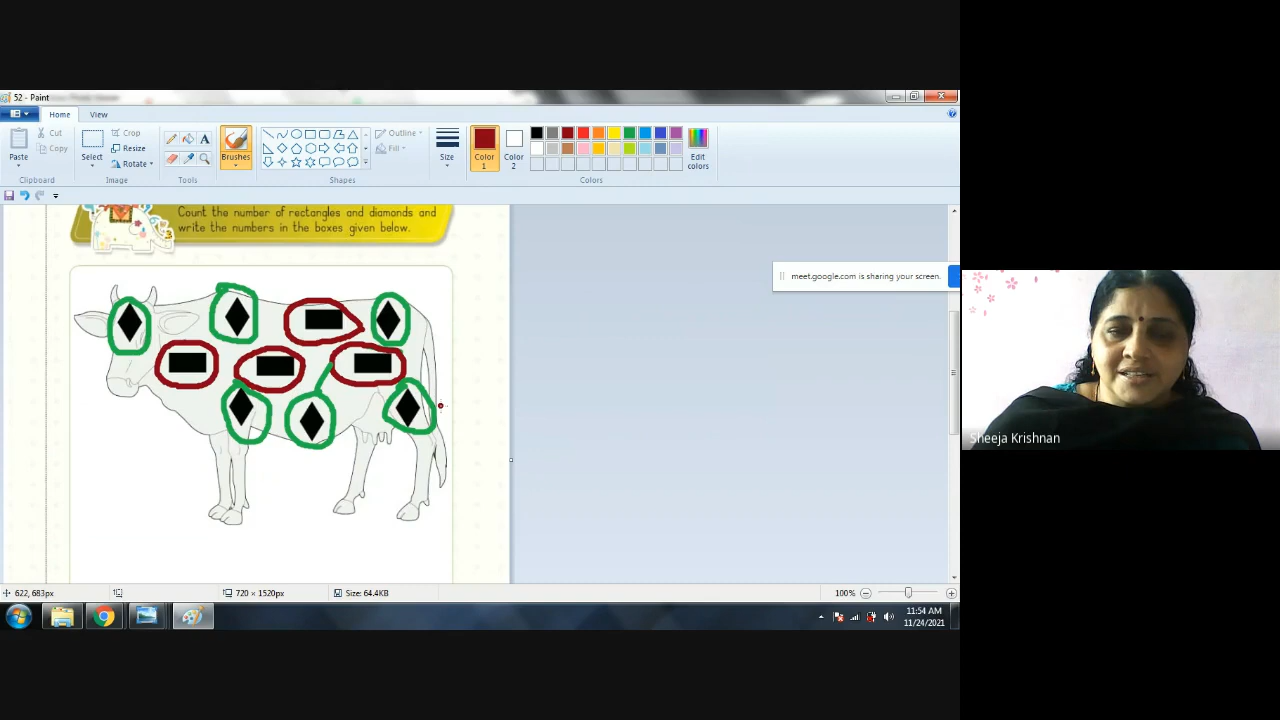 52 - Paint
Home View
Paste
Cut
Copy
Clipboard
Select
Crop
Resize
Rotate
Image
A
Tools
Brushes
Outline
Fill
Shapes
Size
Color 1
Color 2
Edit colors
Colors
Count the number of rectangles and diamonds and
write the numbers in the boxes given below.
meet.google.com is sharing your screen.
Sheeja Krishnan
622, 683px
720 × 1520px
Size: 64.4KB
100%
11:54 AM
11/24/2021